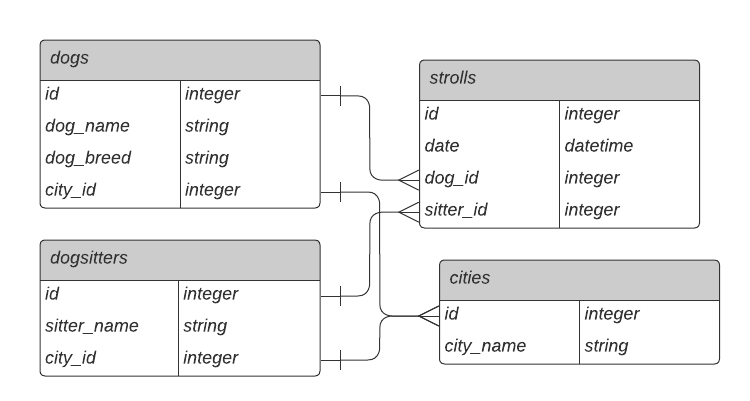 dogs
id integer
dog_name string
dog_breed string
city_id integer
strolls
id integer
date datetime
dog_id integer
sitter_id integer
dogsitters
id integer
sitter_name string
city_id integer
cities
id integer
city_name string